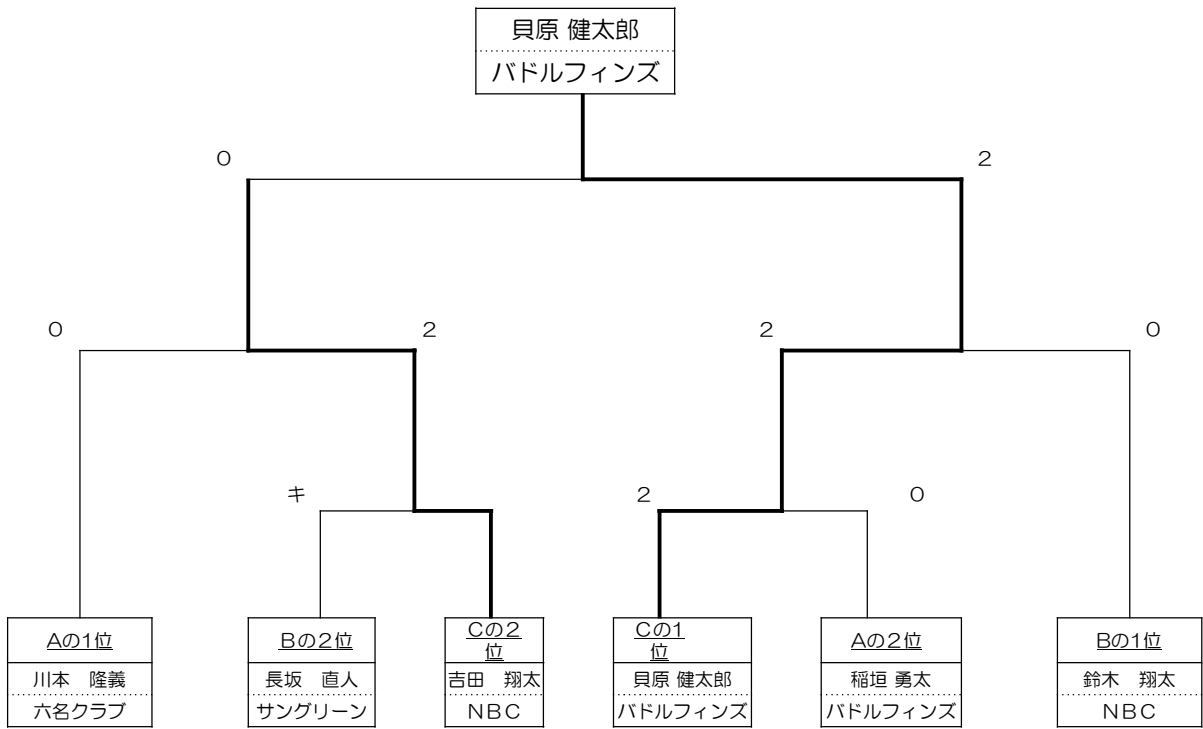 貝原 健太郎
バドルフィンズ
0 2
0 2 2 0
キ 2 0
Aの1位 Bの2位 Cの2位 Cの1位 Aの2位 Bの1位
川本　隆義 長坂　直人 吉田　翔太 貝原 健太郎 稲垣 勇太 鈴木　翔太
六名クラブ サングリーン ＮＢＣ バドルフィンズ バドルフィンズ ＮＢＣ